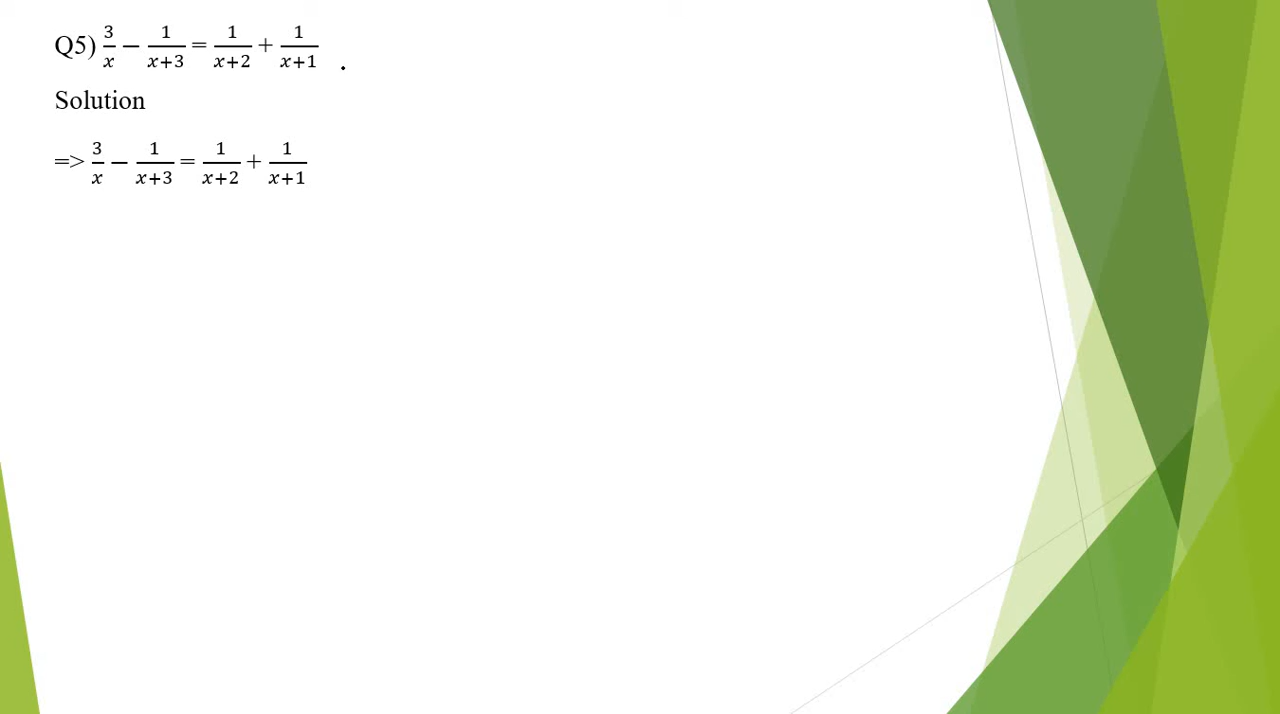 Q5) 3/x − 1/(x+3) = 1/(x+2) + 1/(x+1) .
Solution
=> 3/x − 1/(x+3) = 1/(x+2) + 1/(x+1)